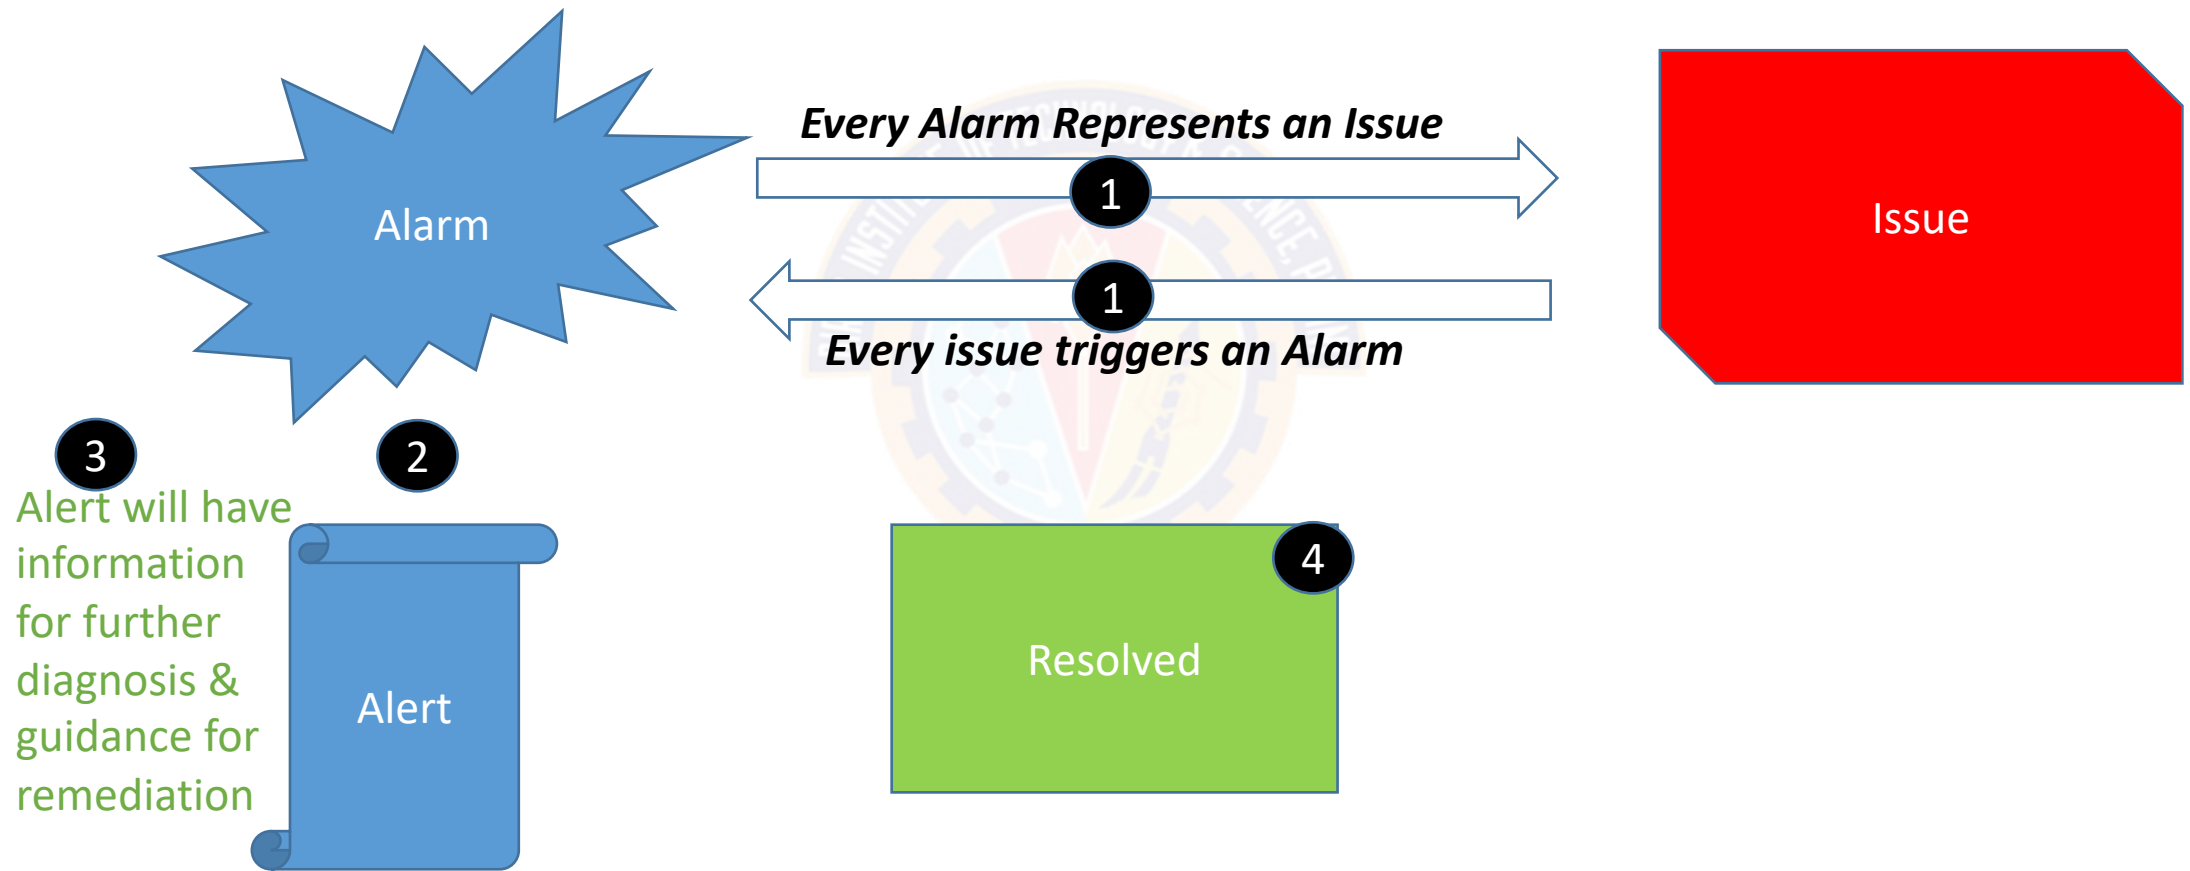 Every Alarm Represents an Issue
1
Alarm
Issue
1
Every issue triggers an Alarm
3
2
Alert will have
information
for further
diagnosis &
guidance for
remediation
Alert
4
Resolved